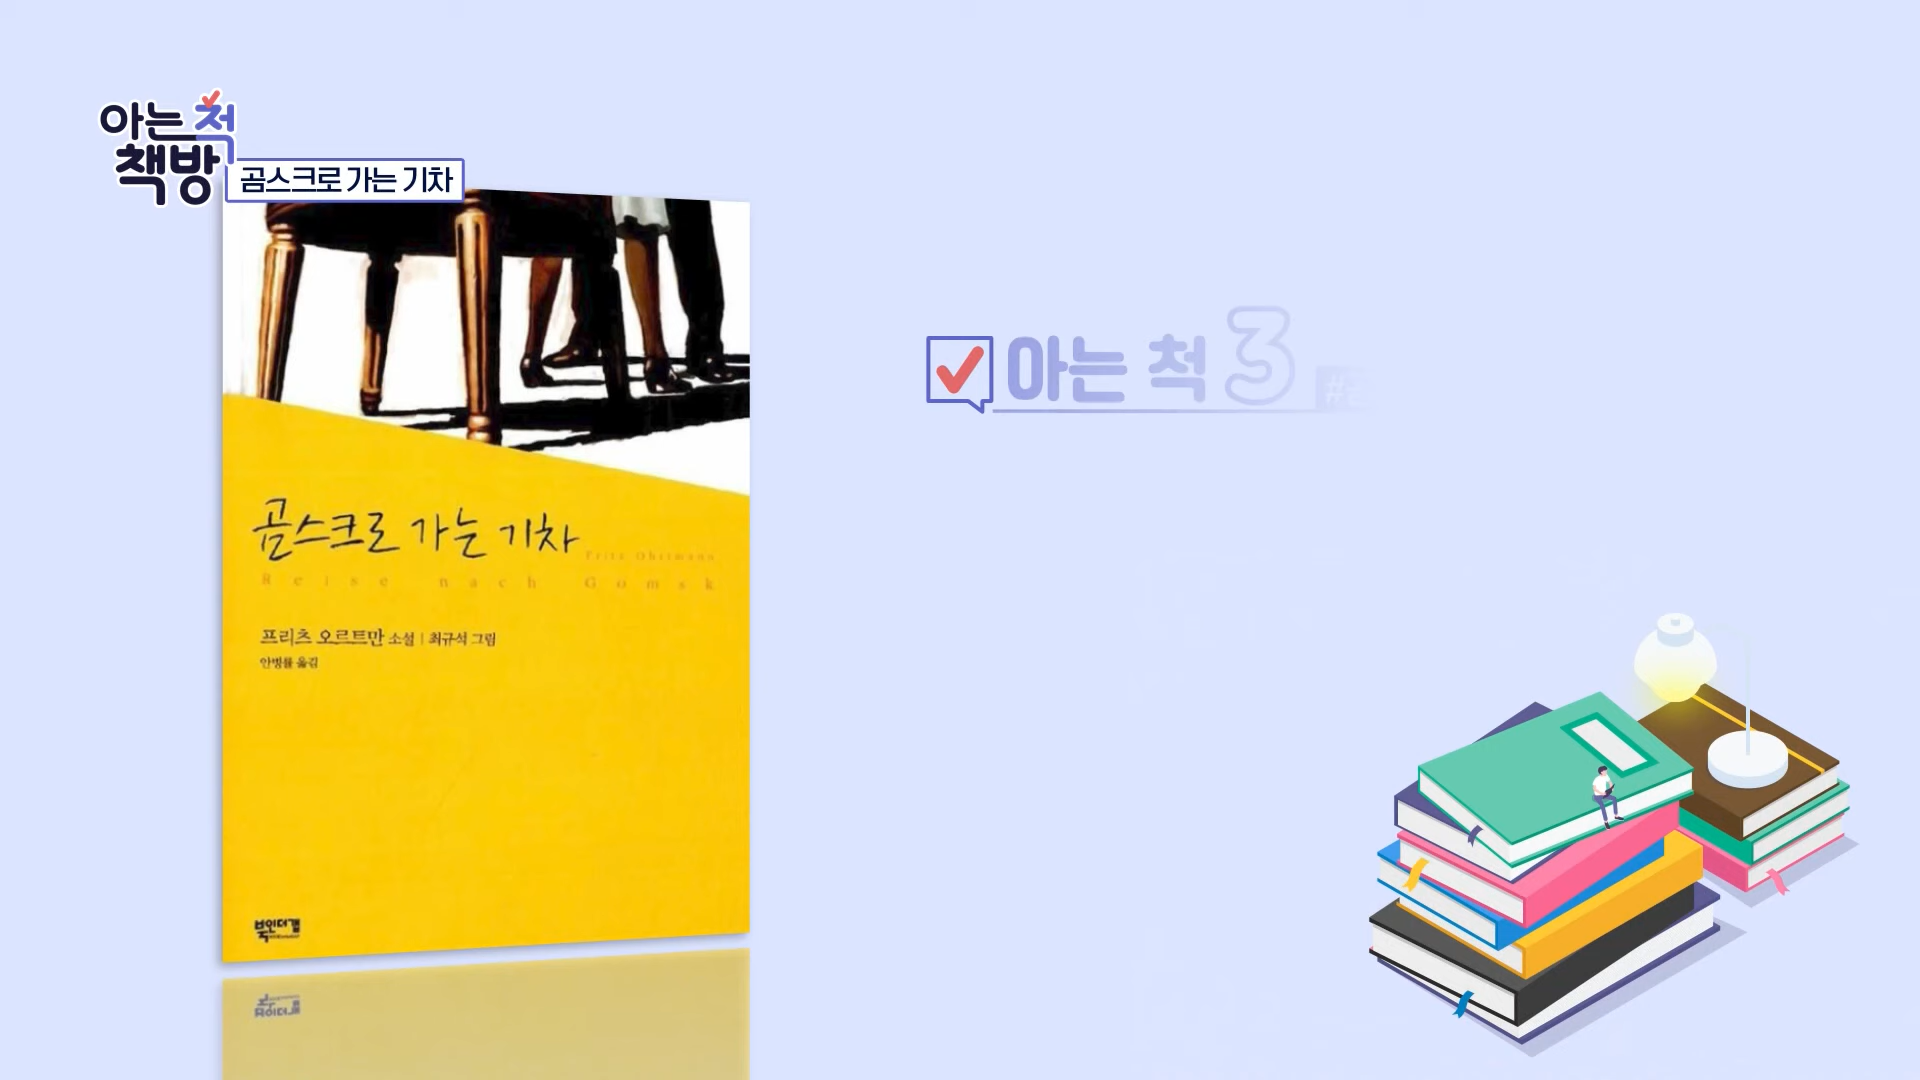 아는 척
책방
곰스크로 가는 기차
아는 척 3
곰스크로 가는 기차
Fritz Ohrtmann
Reise nach Gomsk
프리츠 오르트만 소설 | 최규석 그림
안병률 옮김
북인더갭